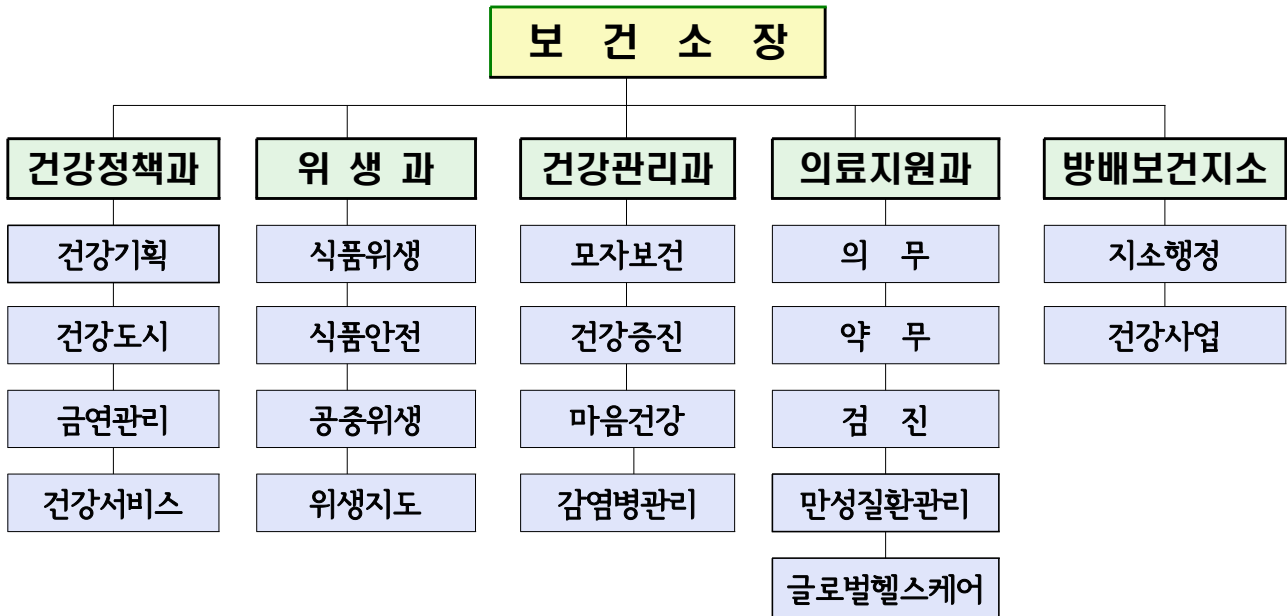 보 건 소 장
건강정책과
위 생 과
건강관리과
의료지원과
방배보건지소
건강기획
식품위생
모자보건
의 무
지소행정
건강도시
식품안전
건강증진
약 무
건강사업
금연관리
공중위생
마음건강
검 진
건강서비스
위생지도
감염병관리
만성질환관리
글로벌헬스케어